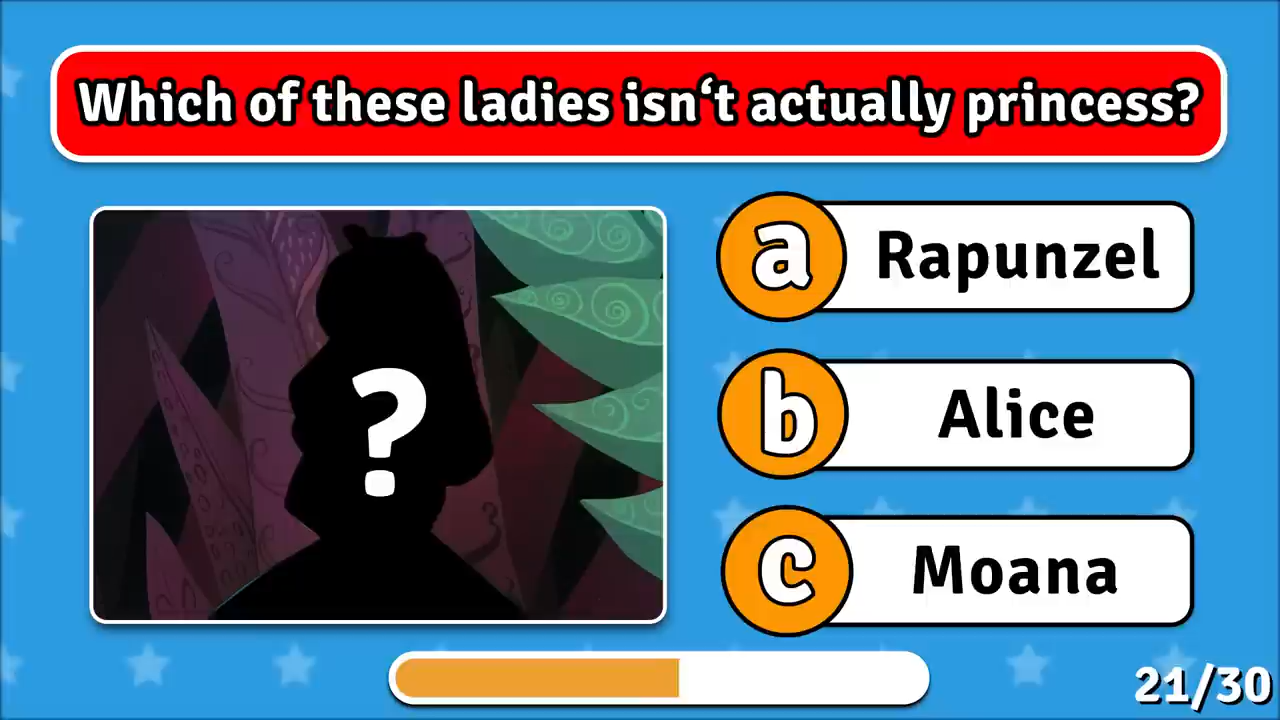 Which of these ladies isn‘t actually princess?
?
a Rapunzel
b Alice
c Moana
21/30